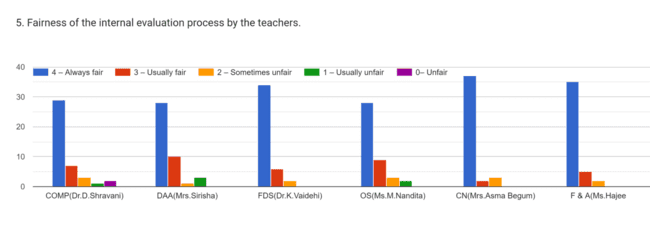 5. Fairness of the internal evaluation process by the teachers.
4 – Always fair 3 – Usually fair 2 – Sometimes unfair 1 – Usually unfair 0– Unfair
40
30
20
10
0
COMP(Dr.D.Shravani) DAA(Mrs.Sirisha) FDS(Dr.K.Vaidehi) OS(Ms.M.Nandita) CN(Mrs.Asma Begum) F & A(Ms.Hajee